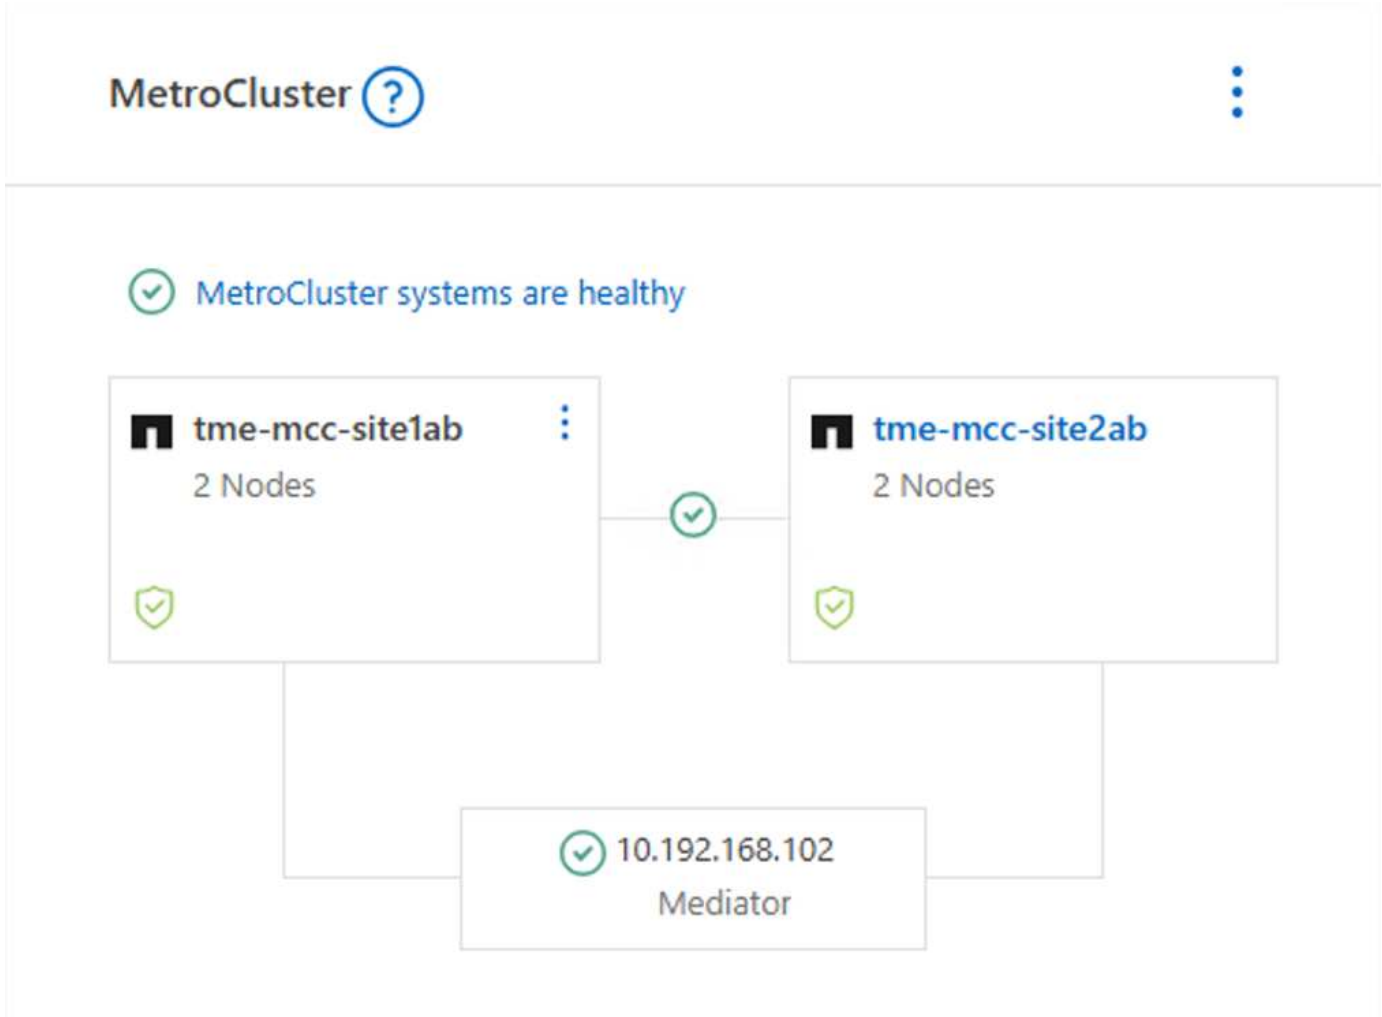 MetroCluster ?
MetroCluster systems are healthy
tme-mcc-site1ab
2 Nodes
tme-mcc-site2ab
2 Nodes
10.192.168.102
Mediator